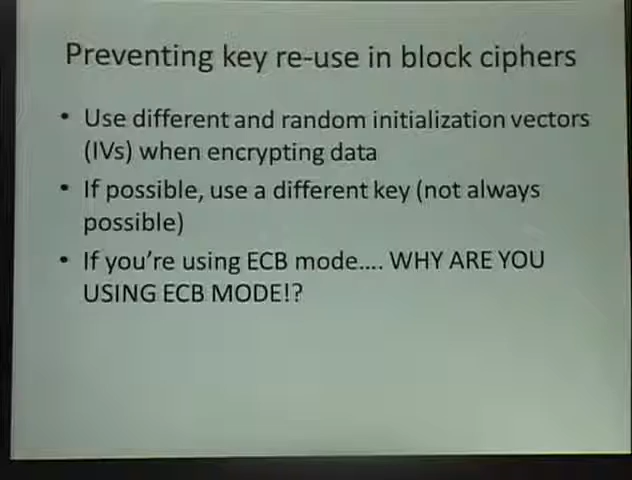 Preventing key re-use in block ciphers
• Use different and random initialization vectors
(IVs) when encrypting data
• If possible, use a different key (not always
possible)
• If you're using ECB mode.... WHY ARE YOU
USING ECB MODE!?